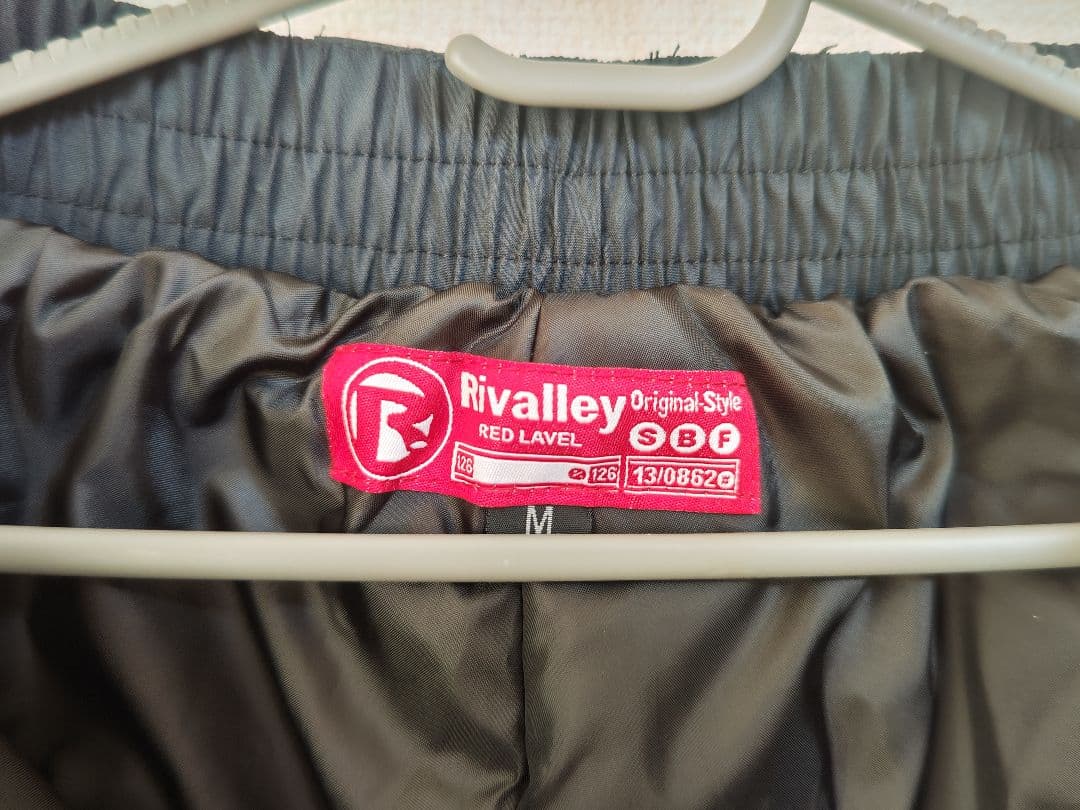 Rivalley Original-Style
RED LAVEL S B F
126 126 13/0862
M